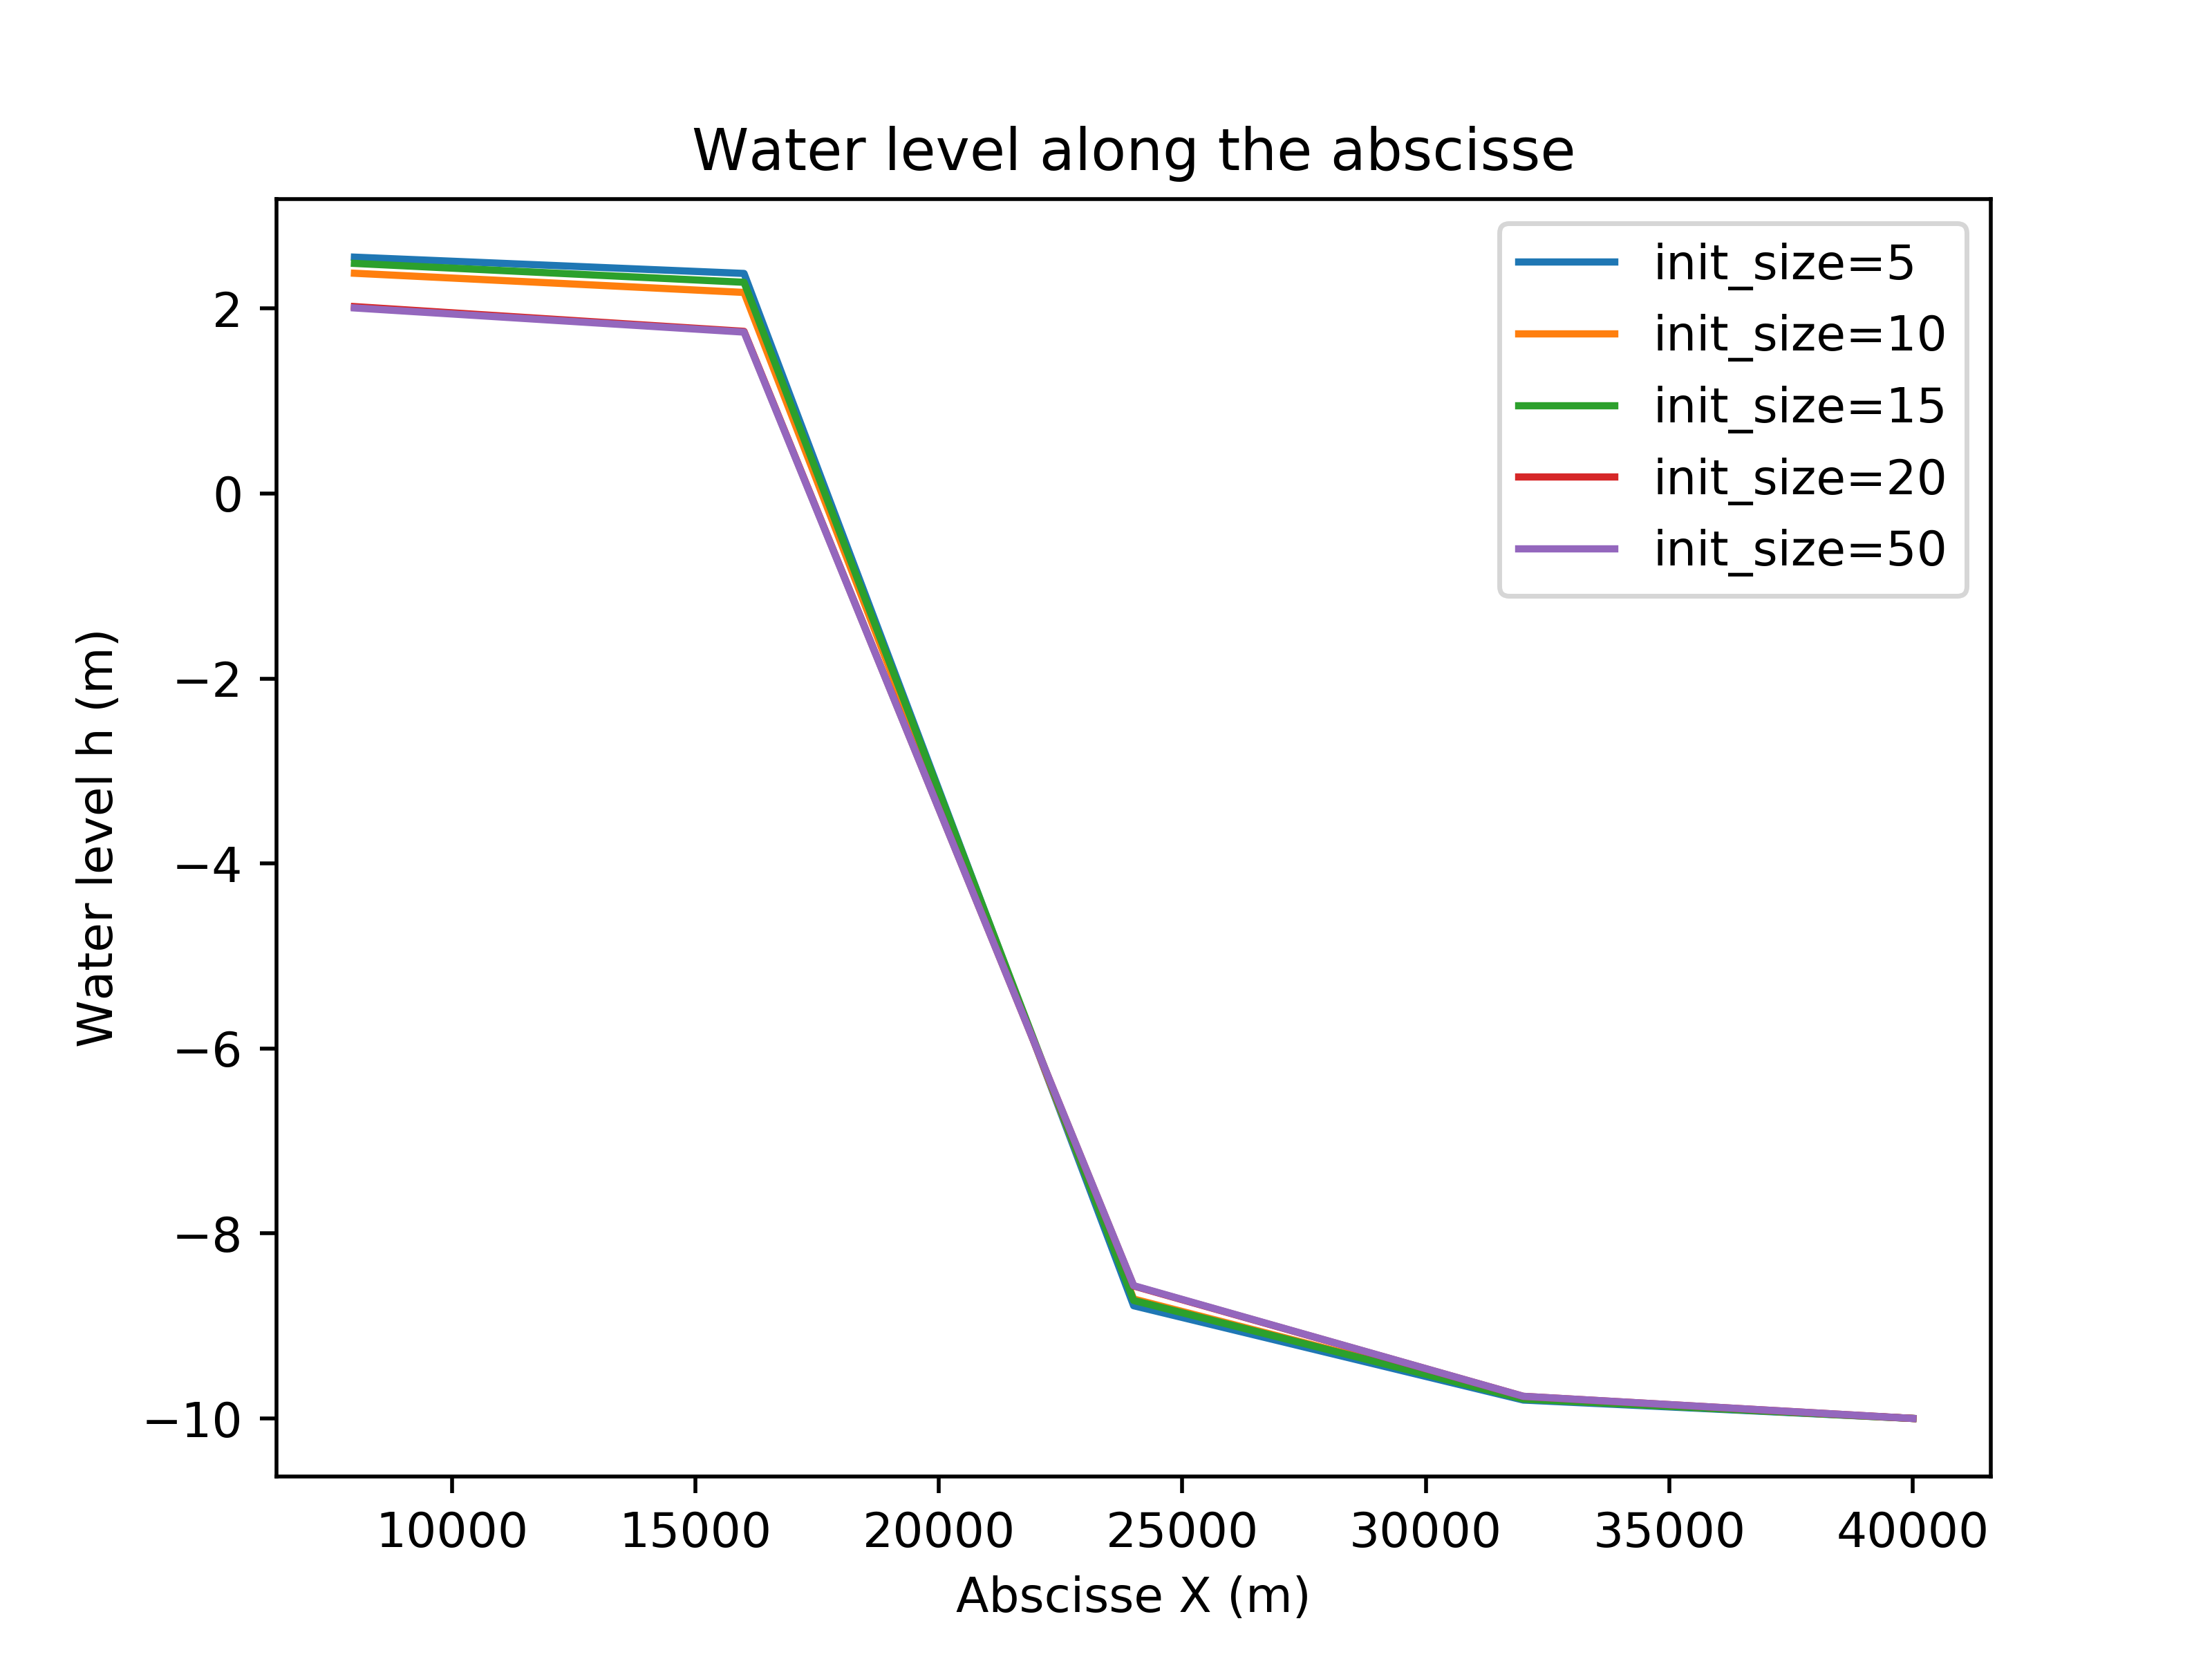 Water level along the abscisse
init_size=5
init_size=10
init_size=15
init_size=20
init_size=50
2
0
−2
−4
−6
−8
−10
Water level h (m)
10000 15000 20000 25000 30000 35000 40000
Abscisse X (m)